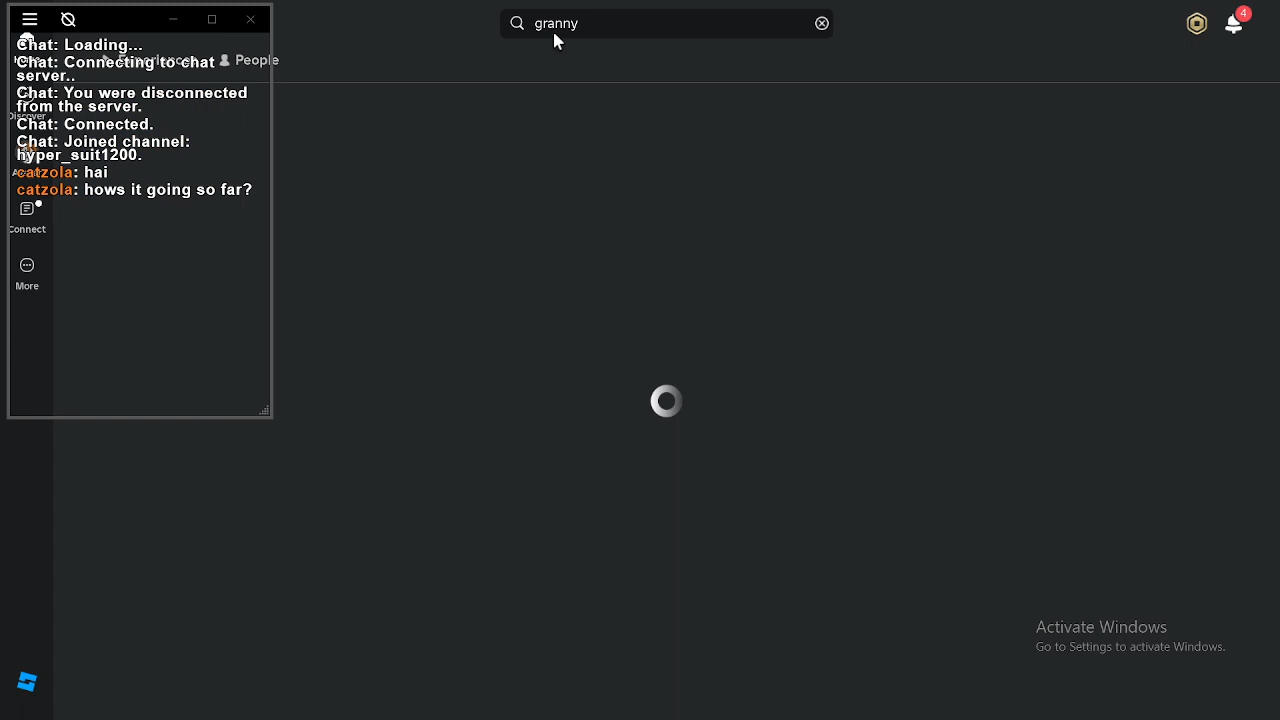 granny
4
Chat: Loading...
Chat: Connecting to chat
server..
Chat: You were disconnected
from the server.
Chat: Connected.
Chat: Joined channel:
hyper_suit1200.
catzola: hai
catzola: hows it going so far?
People
Discover
Connect
More
Activate Windows
Go to Settings to activate Windows.